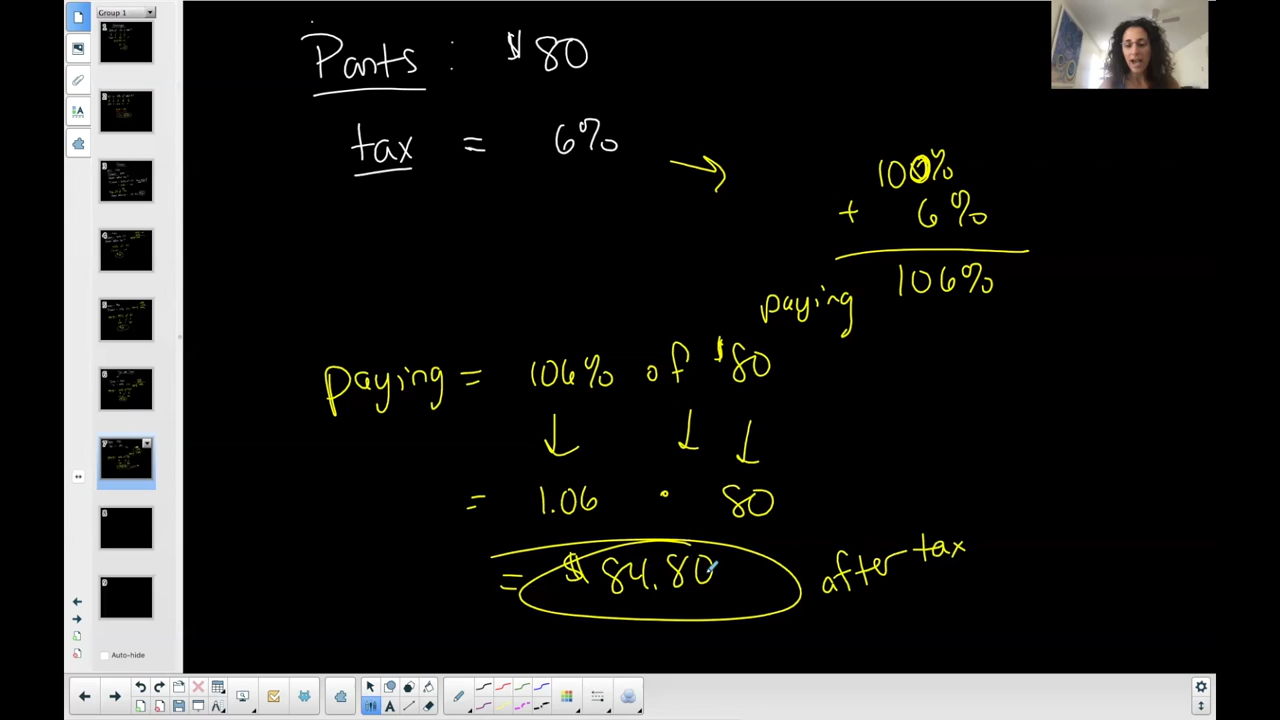 Group 1
Pants : $80
tax = 6%
100%
+ 6%
106%
paying
paying = 106% of $80
= 1.06 · 80
= $84.80
after tax
Auto-hide